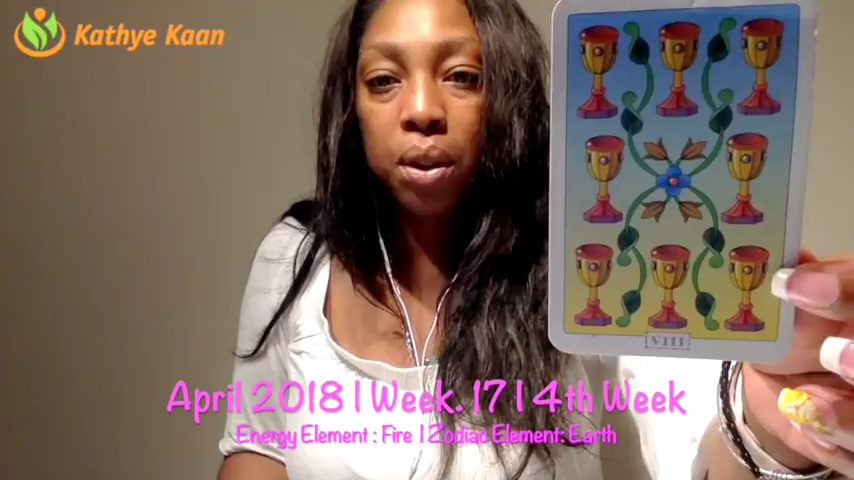 Kathye Kaan
VIII
April 2018 | Week. 17 | 4th Week
Energy Element : Fire | Zodiac Element: Earth